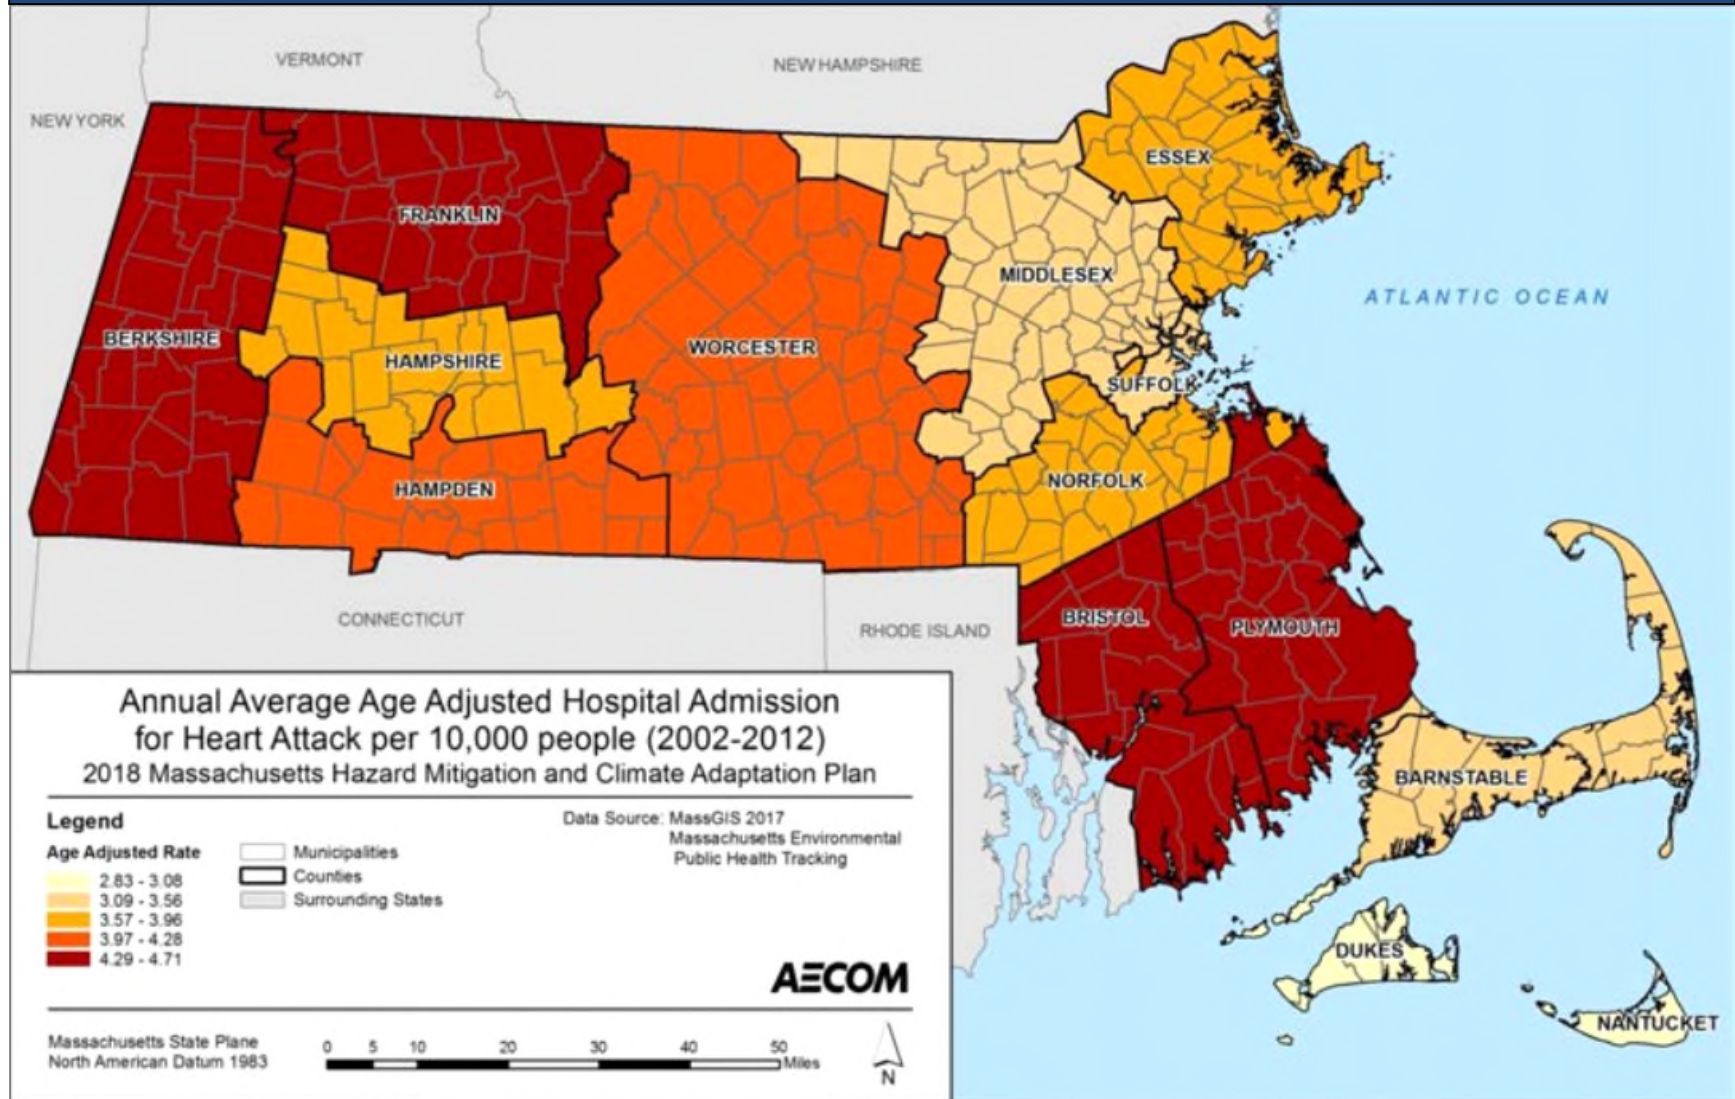 VERMONT
NEW HAMPSHIRE
NEW YORK
ESSEX
FRANKLIN
MIDDLESEX
ATLANTIC OCEAN
BERKSHIRE
HAMPSHIRE
WORCESTER
SUFFOLK
HAMPDEN
NORFOLK
CONNECTICUT
RHODE ISLAND
BRISTOL
PLYMOUTH
BARNSTABLE
DUKES
NANTUCKET
Annual Average Age Adjusted Hospital Admission
for Heart Attack per 10,000 people (2002-2012)
2018 Massachusetts Hazard Mitigation and Climate Adaptation Plan
Legend
Age Adjusted Rate
2.83 - 3.08
3.09 - 3.56
3.57 - 3.96
3.97 - 4.28
4.29 - 4.71
Municipalities
Counties
Surrounding States
Data Source: MassGIS 2017
Massachusetts Environmental
Public Health Tracking
AECOM
Massachusetts State Plane
North American Datum 1983
0 5 10 20 30 40 50
Miles
N